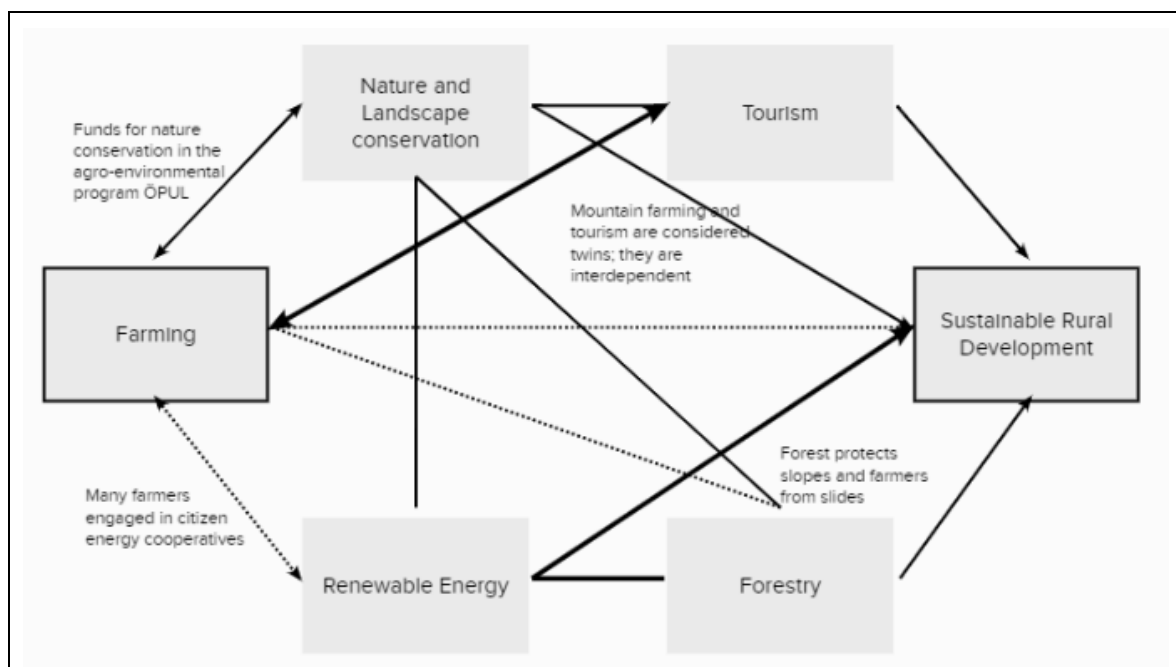 Nature and
Landscape
conservation
Tourism
Funds for nature
conservation in the
agro-environmental
program ÖPUL
Mountain farming and
tourism are considered
twins; they are
interdependent
Farming
Sustainable Rural
Development
Forest protects
slopes and farmers
from slides
Many farmers
engaged in citizen
energy cooperatives
Renewable Energy
Forestry